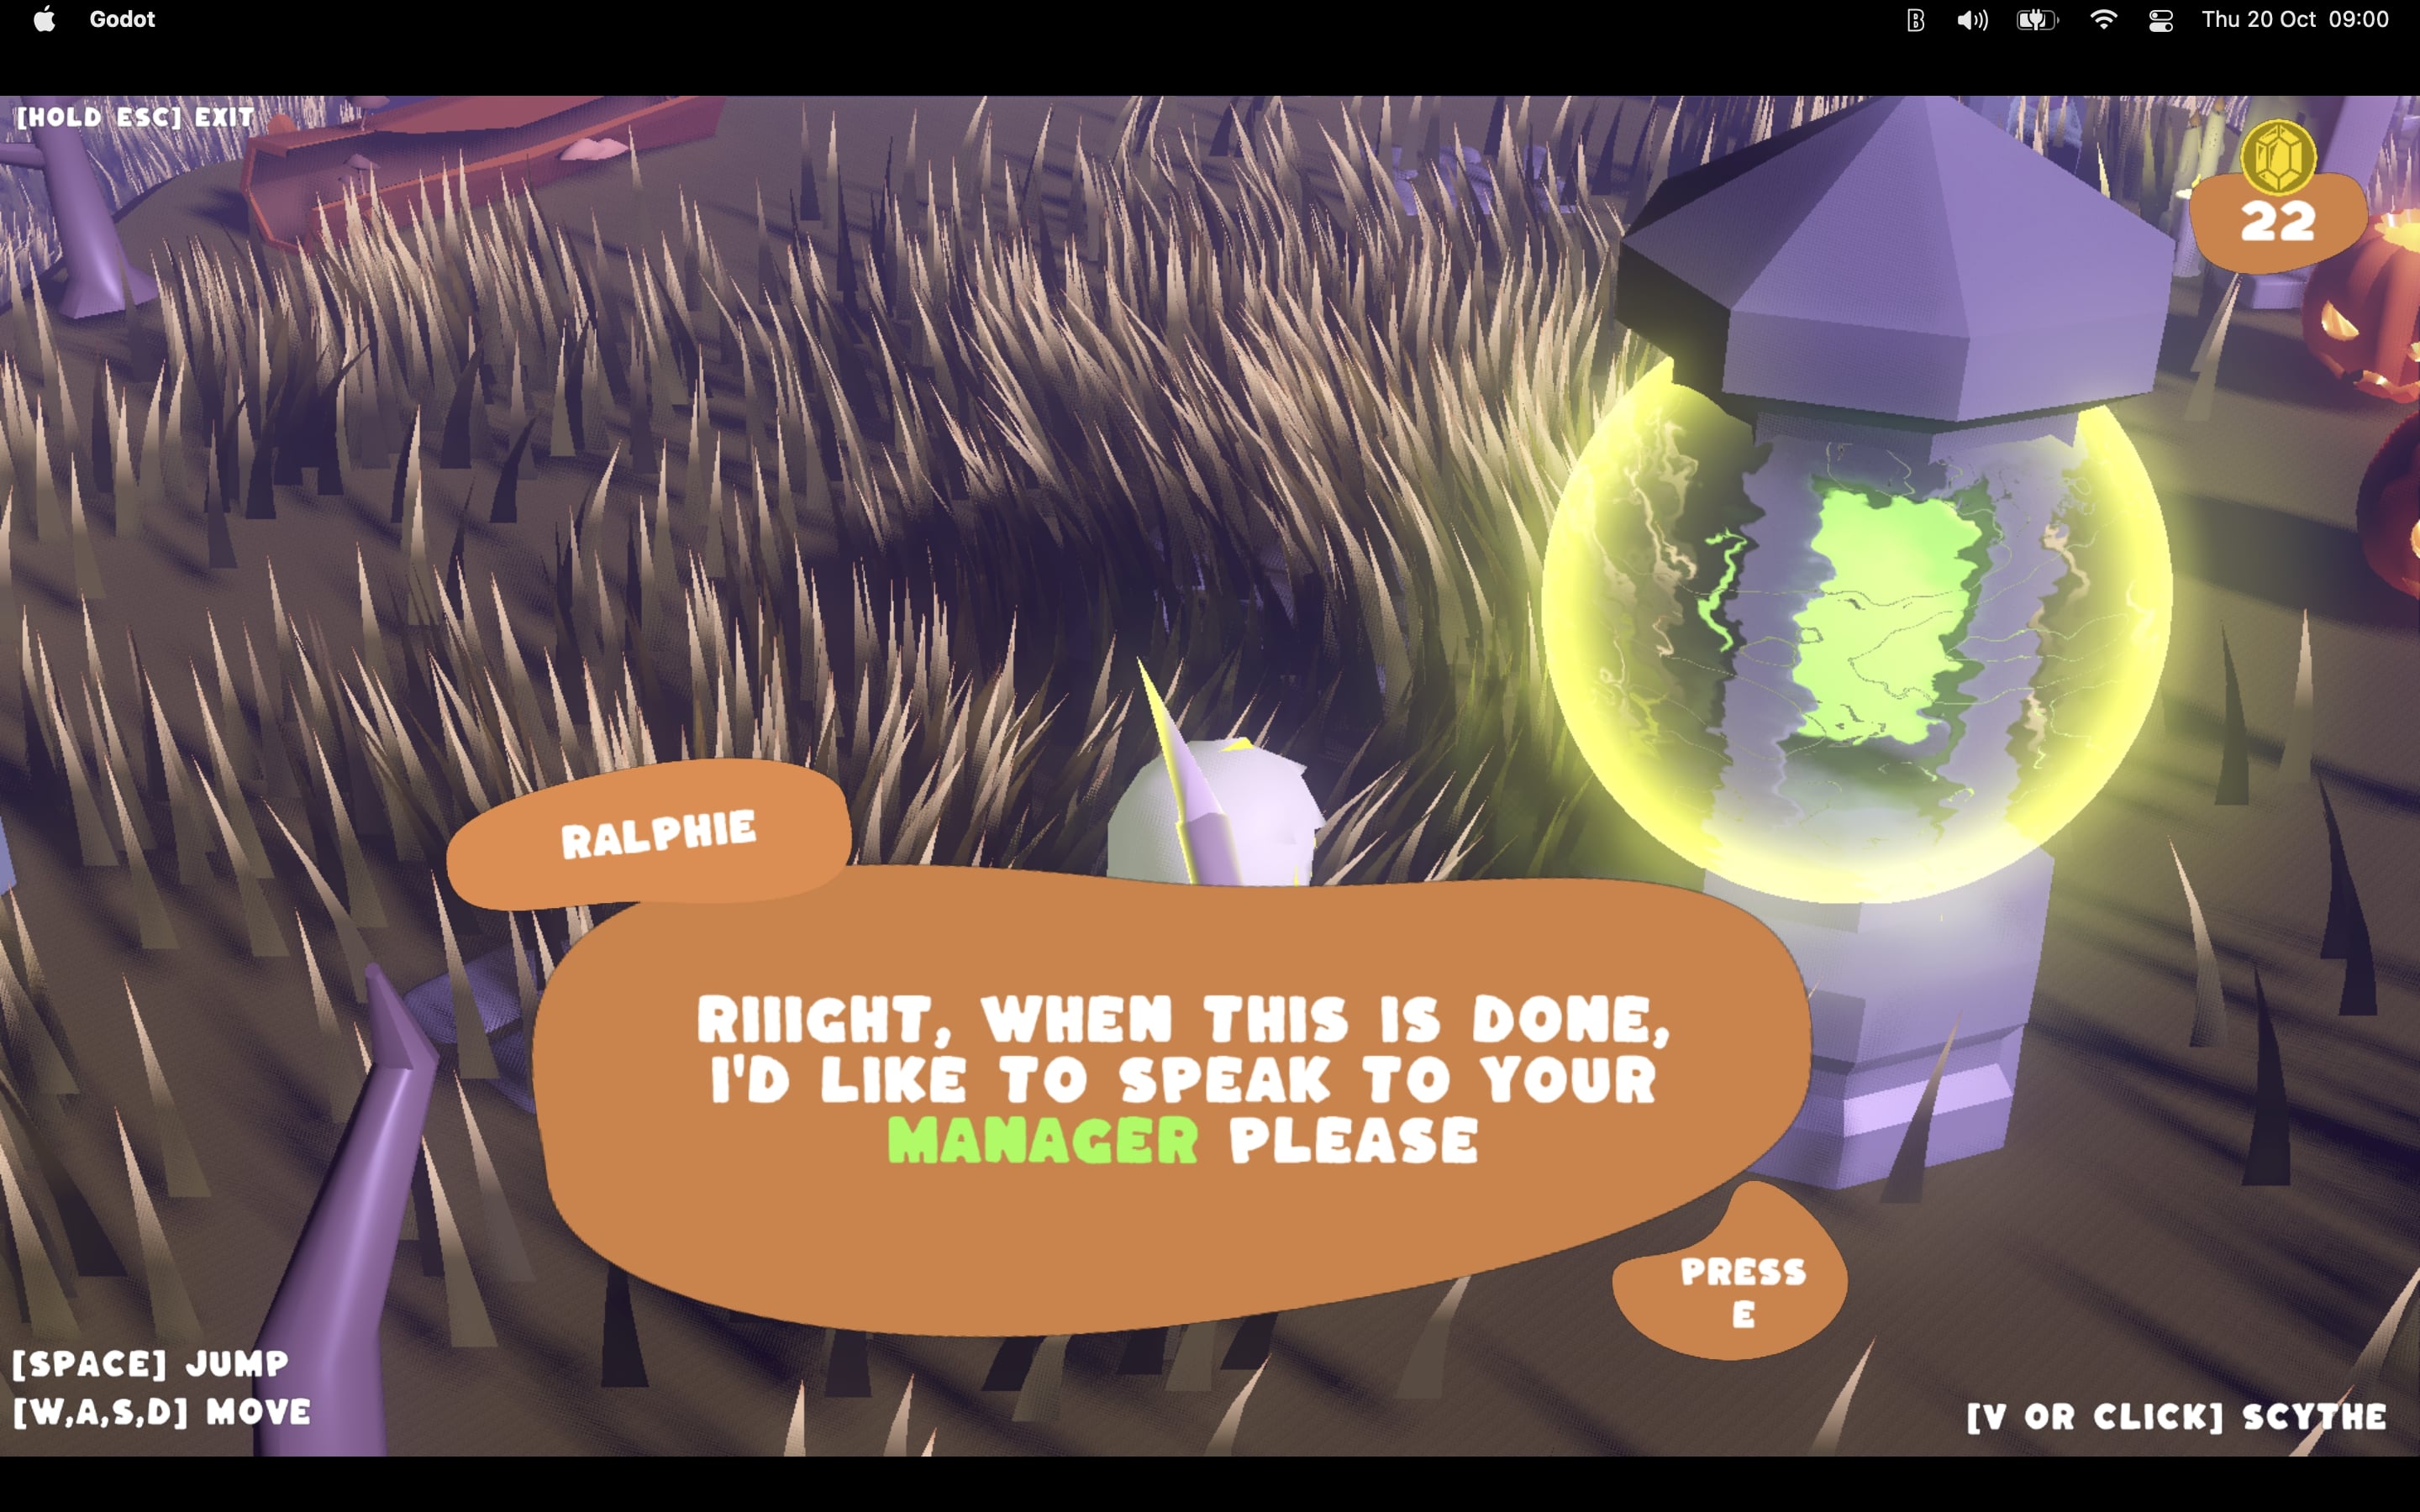 Godot
Thu 20 Oct 09:00
[HOLD ESC] EXIT
22
RALPHIE
RIIIGHT, WHEN THIS IS DONE,
I'D LIKE TO SPEAK TO YOUR
MANAGER PLEASE
PRESS
E
[SPACE] JUMP
[W,A,S,D] MOVE
[V OR CLICK] SCYTHE